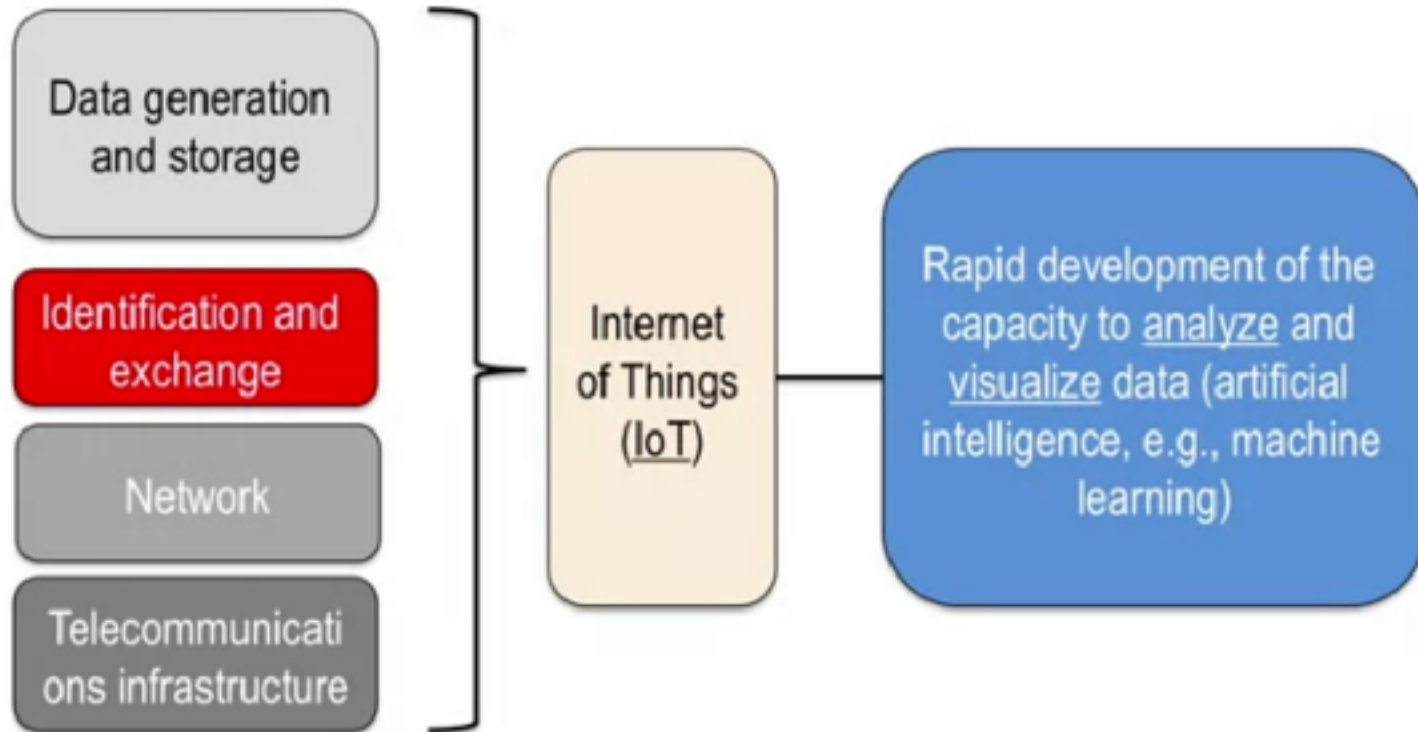 Data generation
and storage
Identification and
exchange
Network
Telecommunicati
ons infrastructure
Internet
of Things
(IoT)
Rapid development of the
capacity to analyze and
visualize data (artificial
intelligence, e.g., machine
learning)